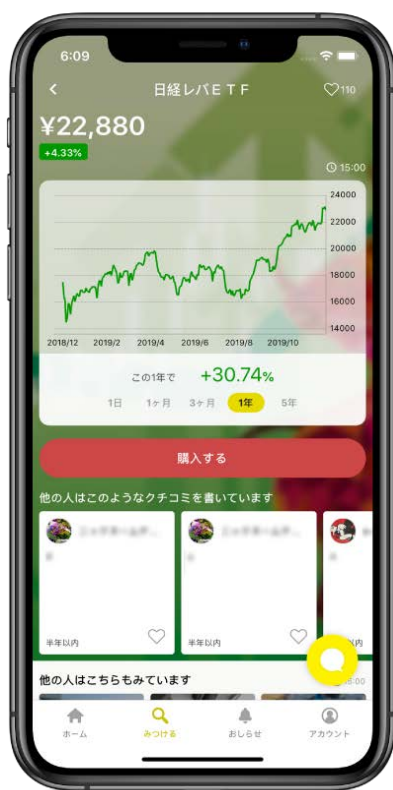 6:09
日経レバＥＴＦ
110
¥22,880
+4.33%
15:00
24000
22000
20000
18000
16000
14000
2018/12 2019/2 2019/4 2019/6 2019/8 2019/10
この1年で +30.74%
1日 1ヶ月 3ヶ月 1年 5年
購入する
他の人はこのようなクチコミを書いています
半年以内
半年以内
以内
他の人はこちらもみています
15:00
ホーム
みつける
おしらせ
アカウント